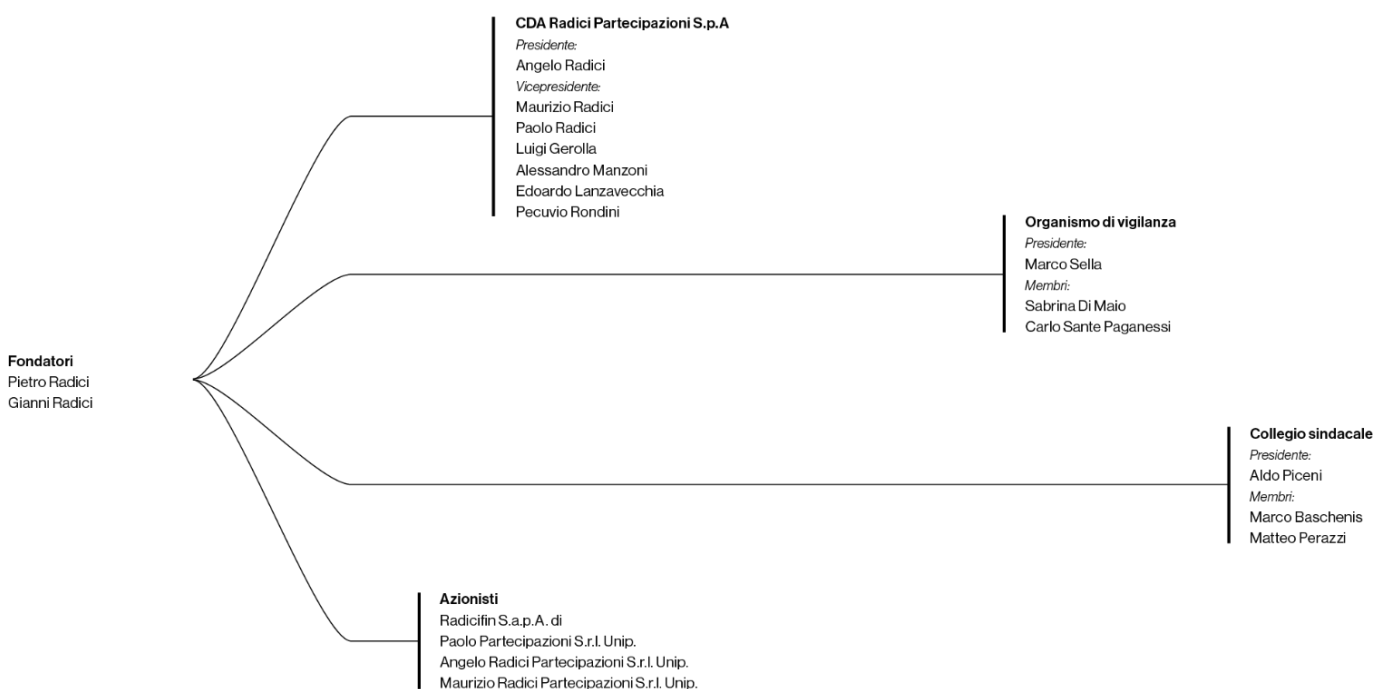 CDA Radici Partecipazioni S.p.A
Presidente:
Angelo Radici
Vicepresidente:
Maurizio Radici
Paolo Radici
Luigi Gerolla
Alessandro Manzoni
Edoardo Lanzavecchia
Pecuvio Rondini
Organismo di vigilanza
Presidente:
Marco Sella
Membri:
Sabrina Di Maio
Carlo Sante Paganessi
Fondatori
Pietro Radici
Gianni Radici
Collegio sindacale
Presidente:
Aldo Piceni
Membri:
Marco Baschenis
Matteo Perazzi
Azionisti
Radicifin S.a.p.A. di
Paolo Partecipazioni S.r.l. Unip.
Angelo Radici Partecipazioni S.r.l. Unip.
Maurizio Radici Partecipazioni S.r.l. Unip.